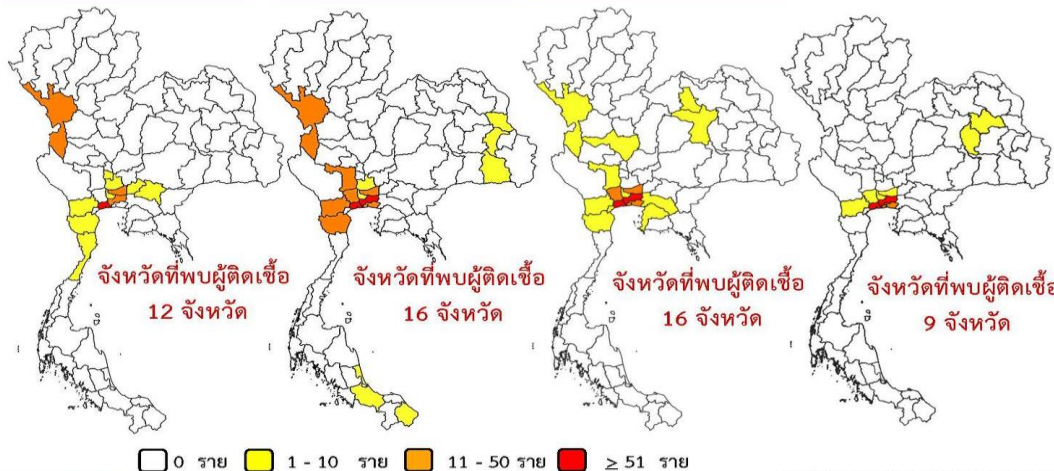 จังหวัดที่พบผู้ติดเชื้อ
12 จังหวัด
จังหวัดที่พบผู้ติดเชื้อ
16 จังหวัด
จังหวัดที่พบผู้ติดเชื้อ
16 จังหวัด
จังหวัดที่พบผู้ติดเชื้อ
9 จังหวัด
0 ราย 1 - 10 ราย 11 - 50 ราย ≥ 51 ราย